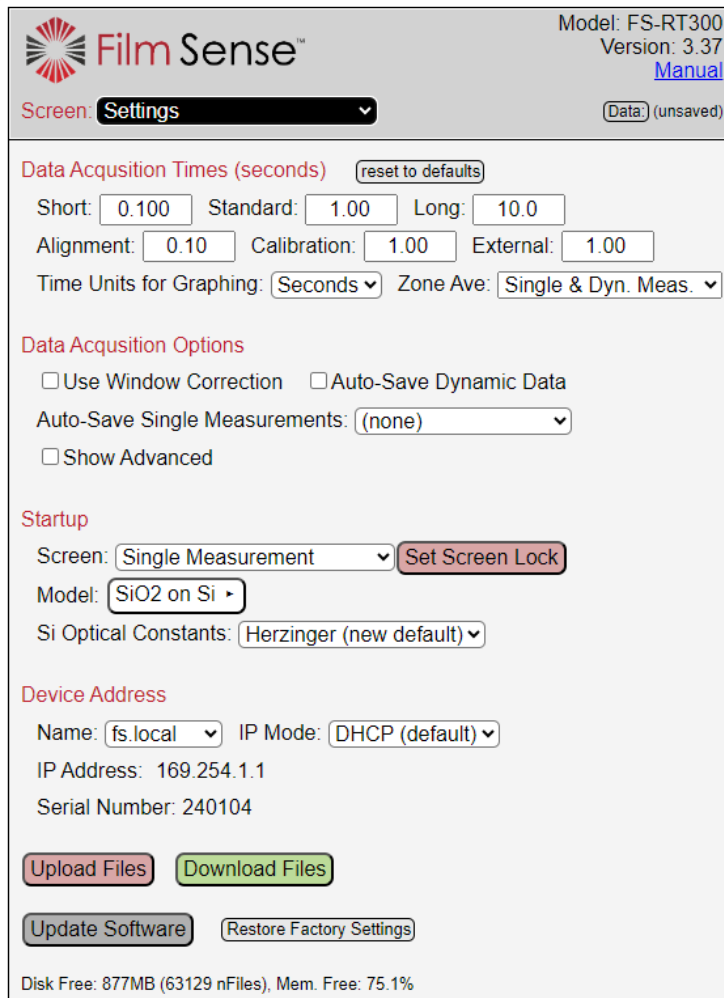 Film Sense™
Model: FS-RT300
Version: 3.37
Manual
Screen: Settings
Data: (unsaved)
Data Acqusition Times (seconds) reset to defaults
Short: 0.100 Standard: 1.00 Long: 10.0
Alignment: 0.10 Calibration: 1.00 External: 1.00
Time Units for Graphing: Seconds Zone Ave: Single & Dyn. Meas.
Data Acqusition Options
Use Window Correction Auto-Save Dynamic Data
Auto-Save Single Measurements: (none)
Show Advanced
Startup
Screen: Single Measurement Set Screen Lock
Model: SiO2 on Si ▸
Si Optical Constants: Herzinger (new default)
Device Address
Name: fs.local IP Mode: DHCP (default)
IP Address: 169.254.1.1
Serial Number: 240104
Upload Files Download Files
Update Software Restore Factory Settings
Disk Free: 877MB (63129 nFiles), Mem. Free: 75.1%